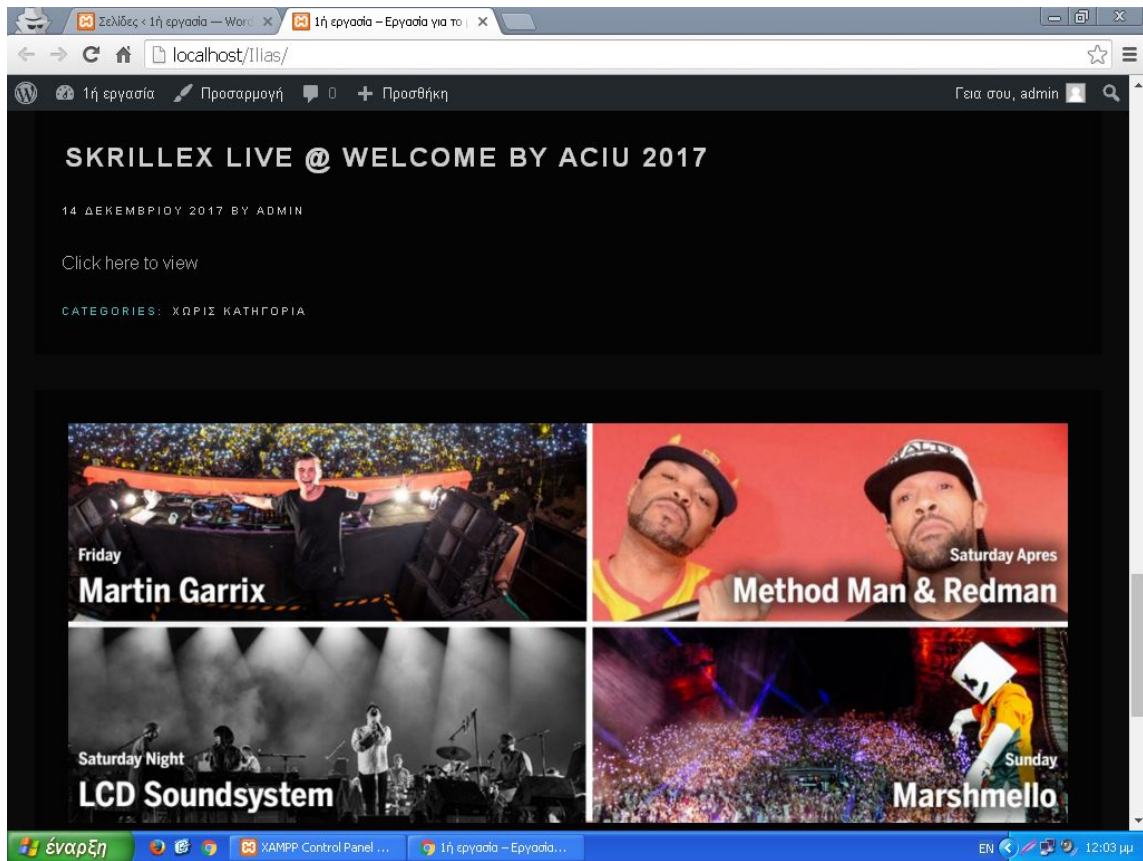 Σελίδες < 1ή εργασία — Word
1ή εργασία – Εργασία για το
localhost/Ilias/
1ή εργασία Προσαρμογή 0 Προσθήκη Γεια σου, admin
SKRILLEX LIVE @ WELCOME BY ACIU 2017
14 ΔΕΚΕΜΒΡΙΟΥ 2017 BY ADMIN
Click here to view
CATEGORIES: ΧΩΡΙΣ ΚΑΤΗΓΟΡΙΑ
Friday
Martin Garrix
Saturday Apres
Method Man & Redman
Saturday Night
LCD Soundsystem
Sunday
Marshmello
έναρξη XAMPP Control Panel ... 1ή εργασία – Εργασία... EN 12:03 μμ